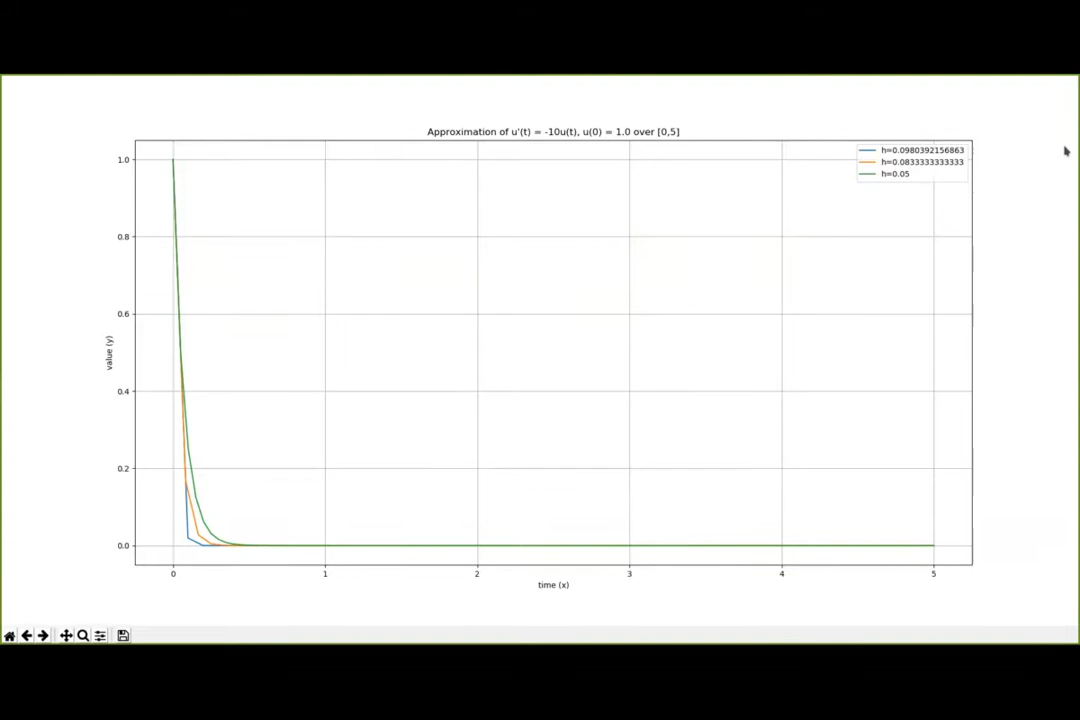 Approximation of u'(t) = -10u(t), u(0) = 1.0 over [0,5]
h=0.0980392156863
h=0.0833333333333
h=0.05
1.0
0.8
0.6
0.4
0.2
0.0
value (y)
0 1 2 3 4 5
time (x)